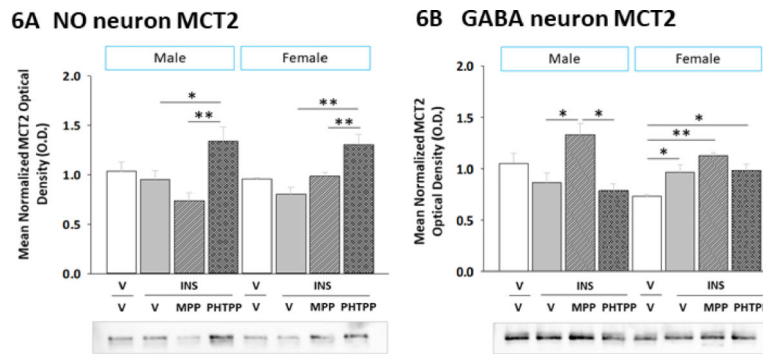 6A NO neuron MCT2
Male Female
Mean Normalized MCT2 Optical
Density (O.D.)
2.0
1.5
1.0
0.5
0.0
* ** ** **
V INS V INS
V V MPP PHTPP V V MPP PHTPP
6B GABA neuron MCT2
Male Female
Mean Normalized MCT2
Optical Density (O.D.)
2.0
1.5
1.0
0.5
0.0
* * * ** *
V INS V INS
V V MPP PHTPP V V MPP PHTPP